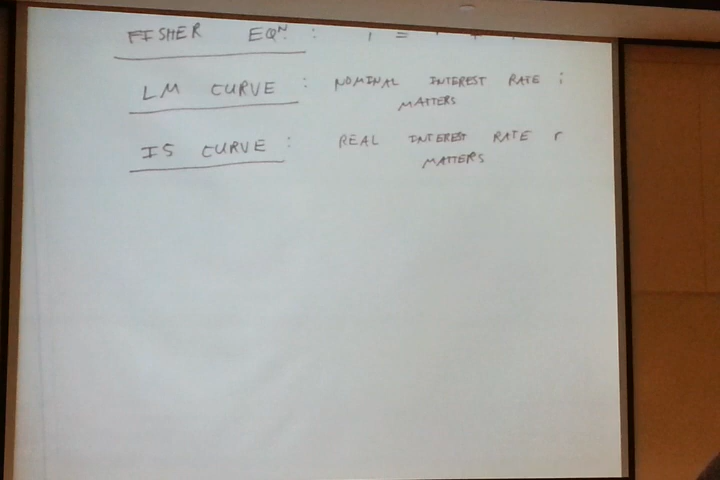 FISHER EQN. : i =
LM CURVE : NOMINAL INTEREST RATE i
MATTERS
IS CURVE : REAL INTEREST RATE r
MATTERS